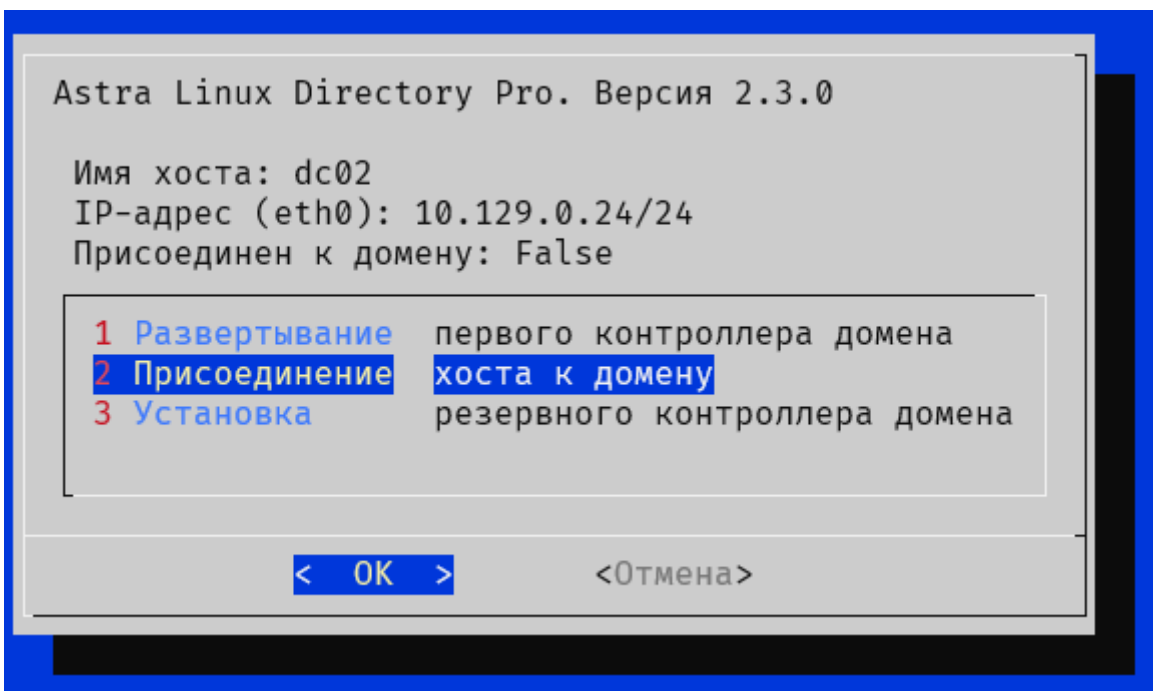 Astra Linux Directory Pro. Версия 2.3.0
Имя хоста: dc02
IP-адрес (eth0): 10.129.0.24/24
Присоединен к домену: False
1 Развертывание первого контроллера домена
2 Присоединение хоста к домену
3 Установка резервного контроллера домена
< OK > <Отмена>